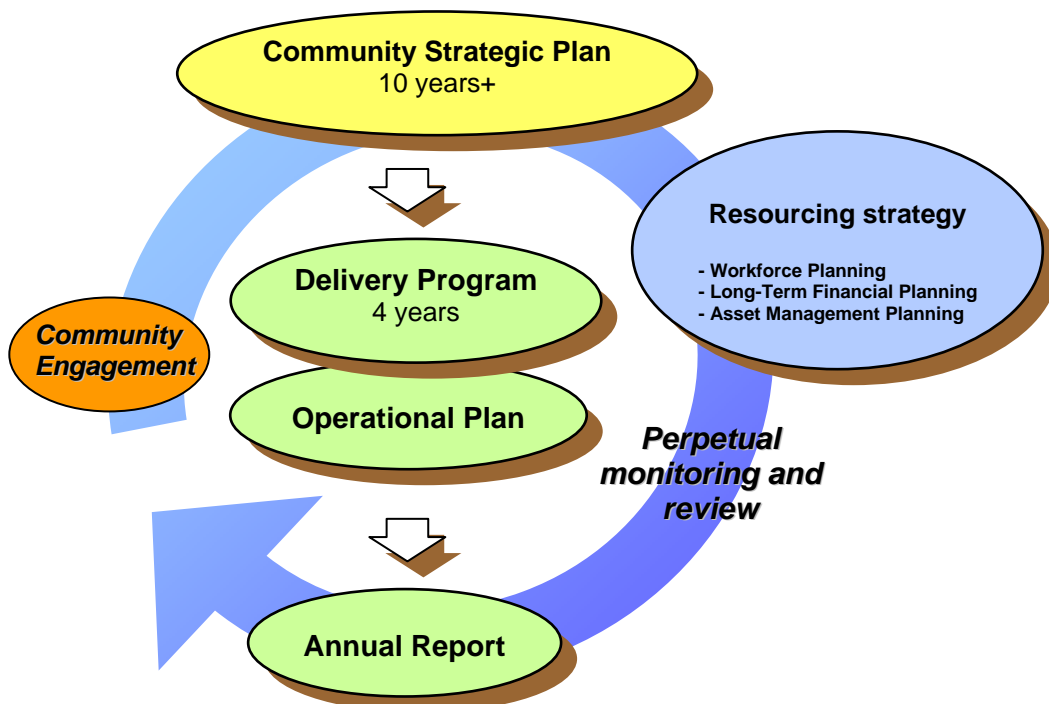 Community Strategic Plan
10 years+
Resourcing strategy
- Workforce Planning
- Long-Term Financial Planning
- Asset Management Planning
Delivery Program
4 years
Community
Engagement
Operational Plan
Perpetual
monitoring and
review
Annual Report